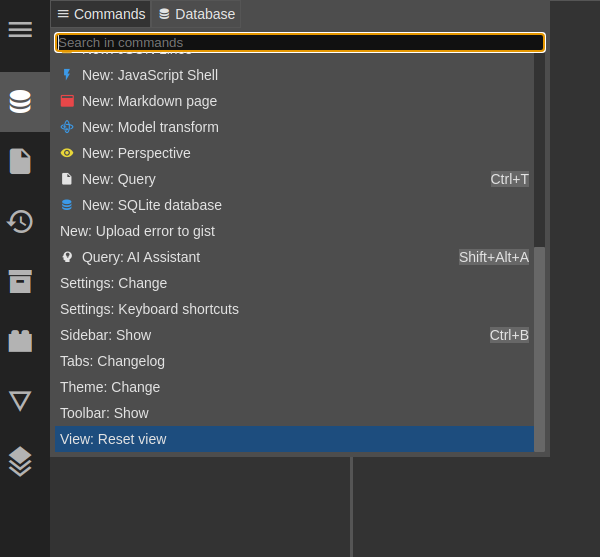 Commands
Database
Search in commands
New: JavaScript Shell
New: Markdown page
New: Model transform
New: Perspective
New: Query Ctrl+T
New: SQLite database
New: Upload error to gist
Query: AI Assistant Shift+Alt+A
Settings: Change
Settings: Keyboard shortcuts
Sidebar: Show Ctrl+B
Tabs: Changelog
Theme: Change
Toolbar: Show
View: Reset view